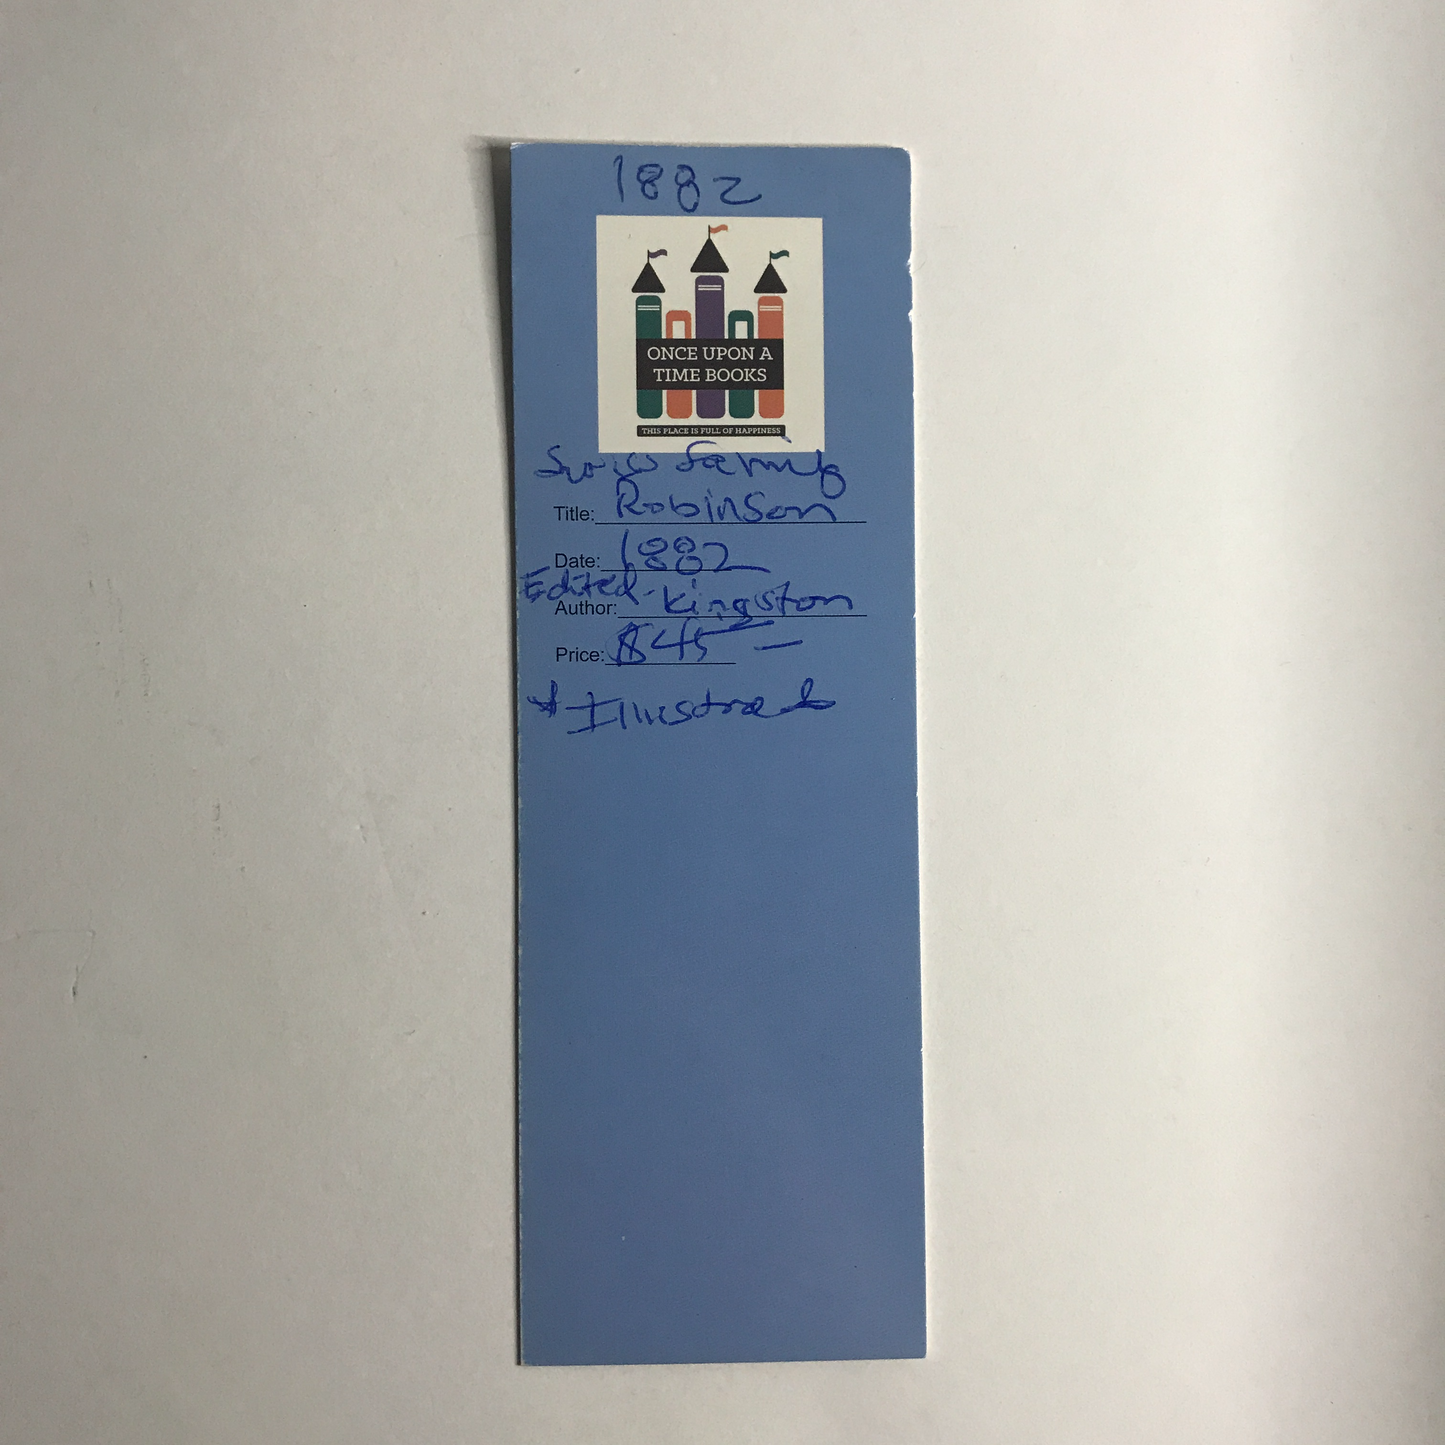 1882
ONCE UPON A
TIME BOOKS
THIS PLACE IS FULL OF HAPPINESS
Swiss Family
Title: Robinson
Date: 1882
Edited-
Author: Kingston
Price: $45 —
* Illustrated